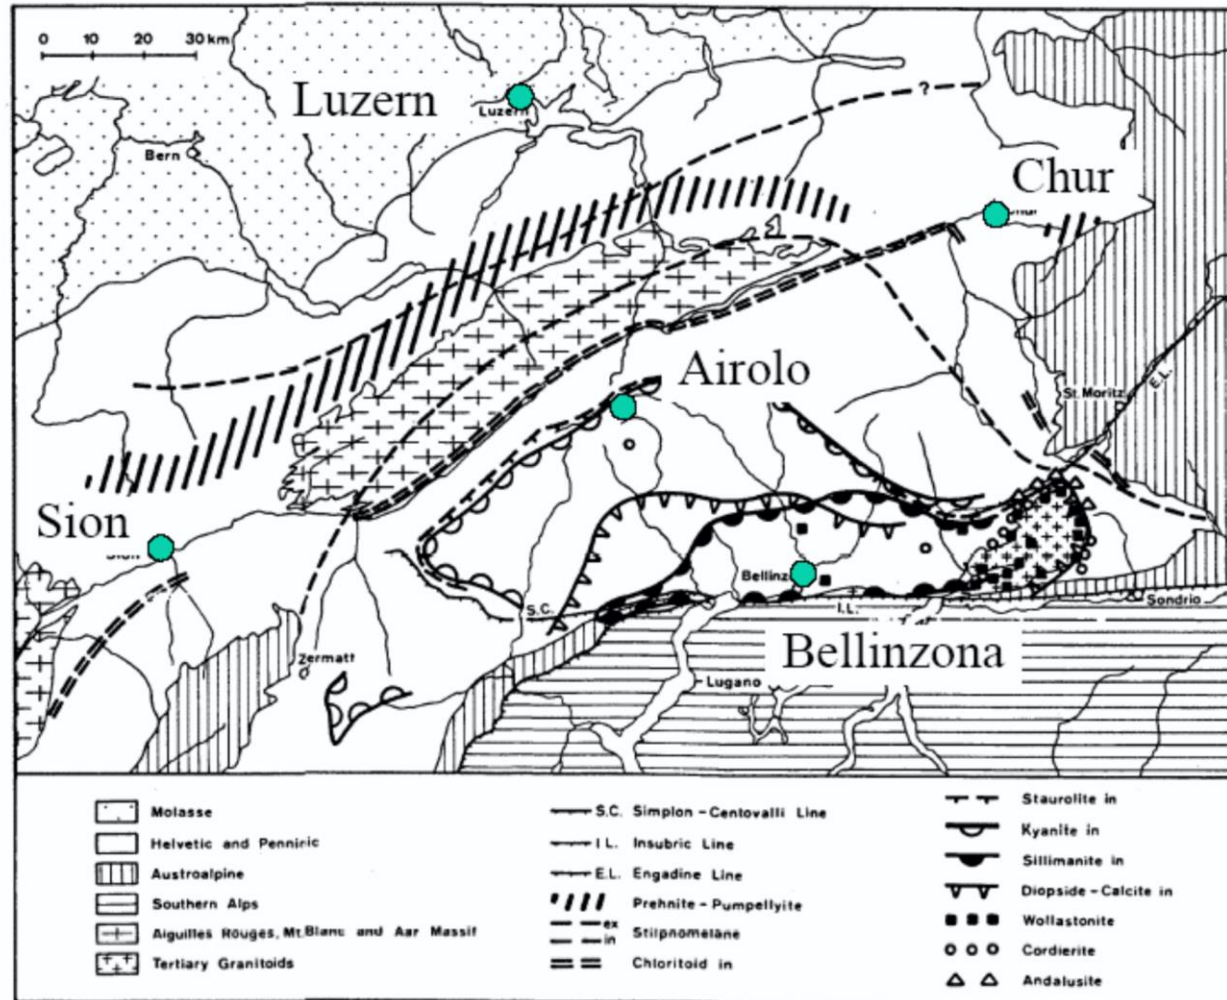 0 10 20 30 km
Luzern
Luzern
Bern
?
Chur
Airolo
St. Moritz
E.L.
Sion
Bellinz
S.C.
I.L.
Sondrio
Zermatt
Bellinzona
Lugano
Molasse
Helvetic and Penninic
Austroalpine
Southern Alps
Aiguilles Rouges, Mt. Blanc and Aar Massif
Tertiary Granitoids
S.C. Simplon - Centovalli Line
I L. Insubric Line
E.L. Engadine Line
Prehnite - Pumpellyite
ex
in
Stilpnomelane
Chloritoid in
Staurolite in
Kyanite in
Sillimanite in
Diopside - Calcite in
Wollastonite
Cordierite
Andalusite